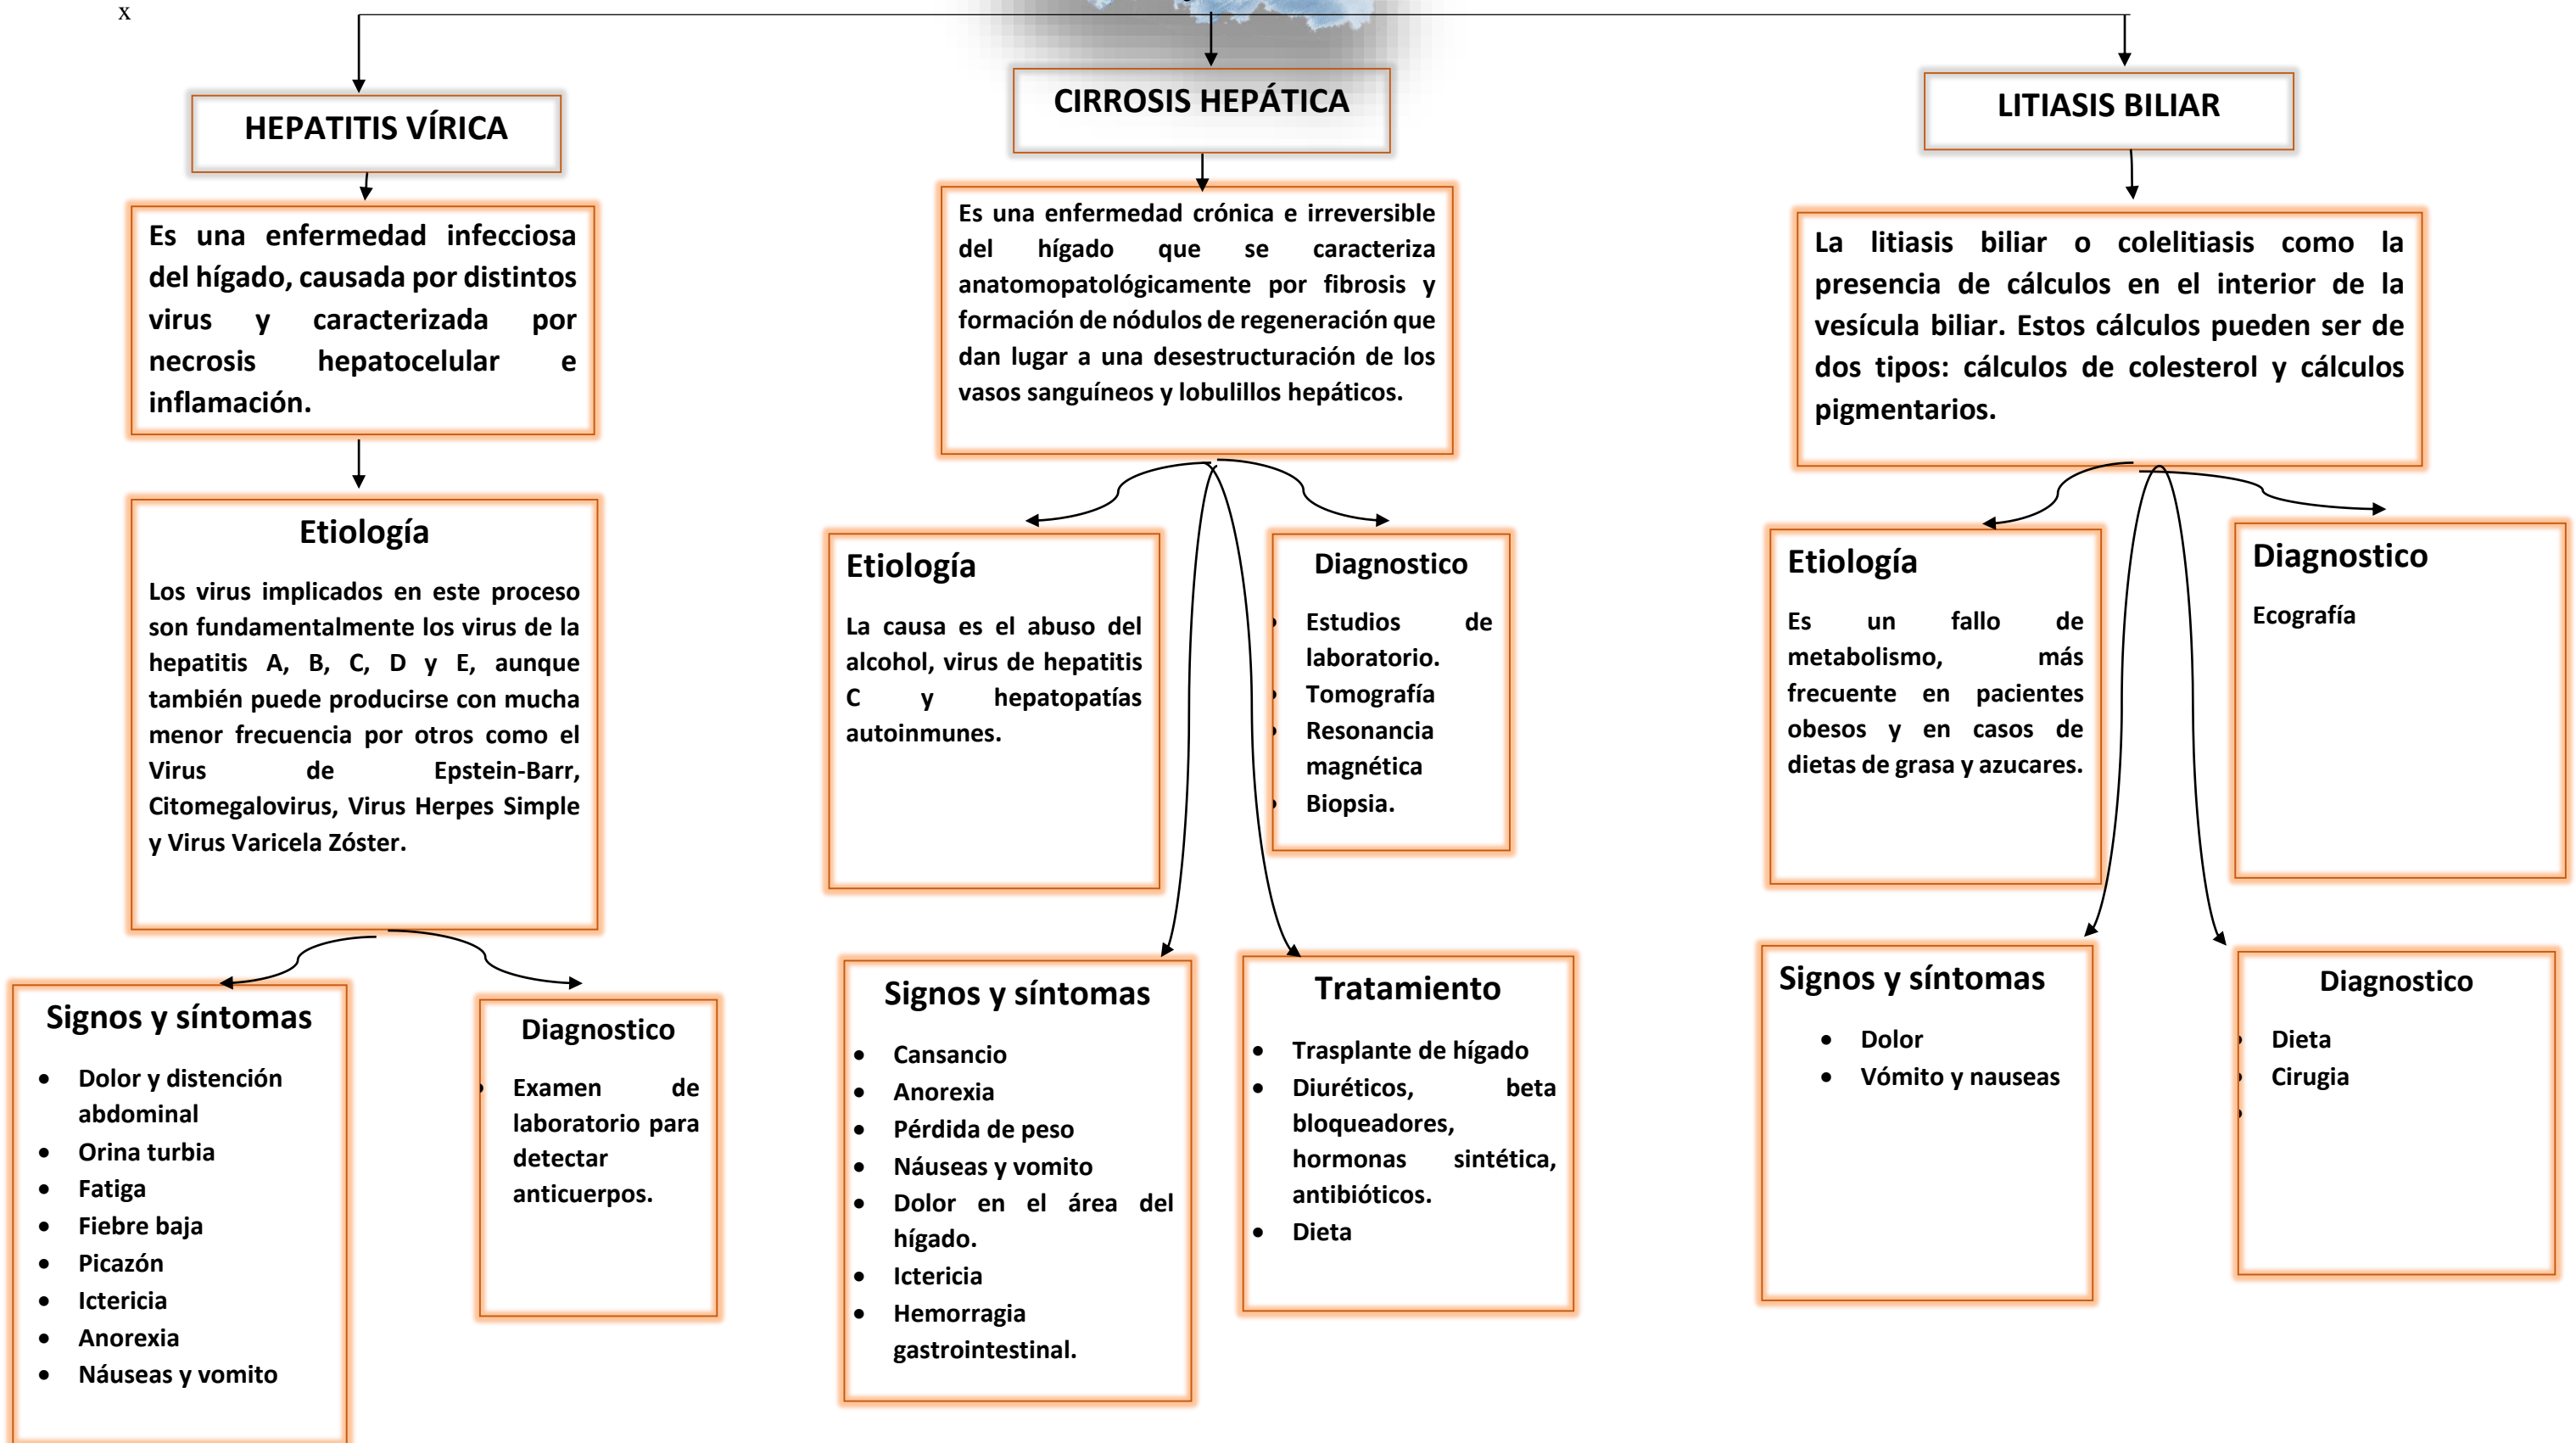 x
HEPATITIS VÍRICA
Es una enfermedad infecciosa
del hígado, causada por distintos
virus y caracterizada por
necrosis hepatocelular e
inflamación.
Etiología
Los virus implicados en este proceso
son fundamentalmente los virus de la
hepatitis A, B, C, D y E, aunque
también puede producirse con mucha
menor frecuencia por otros como el
Virus de Epstein-Barr,
Citomegalovirus, Virus Herpes Simple
y Virus Varicela Zóster.
Signos y síntomas
• Dolor y distención
abdominal
• Orina turbia
• Fatiga
• Fiebre baja
• Picazón
• Ictericia
• Anorexia
• Náuseas y vomito
Diagnostico
• Examen de
laboratorio para
detectar
anticuerpos.
CIRROSIS HEPÁTICA
Es una enfermedad crónica e irreversible
del hígado que se caracteriza
anatomopatológicamente por fibrosis y
formación de nódulos de regeneración que
dan lugar a una desestructuración de los
vasos sanguíneos y lobulillos hepáticos.
Etiología
La causa es el abuso del
alcohol, virus de hepatitis
C y hepatopatías
autoinmunes.
Diagnostico
• Estudios de
laboratorio.
• Tomografía
• Resonancia
magnética
• Biopsia.
Signos y síntomas
• Cansancio
• Anorexia
• Pérdida de peso
• Náuseas y vomito
• Dolor en el área del
hígado.
• Ictericia
• Hemorragia
gastrointestinal.
Tratamiento
• Trasplante de hígado
• Diuréticos, beta
bloqueadores,
hormonas sintética,
antibióticos.
• Dieta
LITIASIS BILIAR
La litiasis biliar o colelitiasis como la
presencia de cálculos en el interior de la
vesícula biliar. Estos cálculos pueden ser de
dos tipos: cálculos de colesterol y cálculos
pigmentarios.
Etiología
Es un fallo de
metabolismo, más
frecuente en pacientes
obesos y en casos de
dietas de grasa y azucares.
Diagnostico
Ecografía
Signos y síntomas
• Dolor
• Vómito y nauseas
Diagnostico
• Dieta
• Cirugia
•